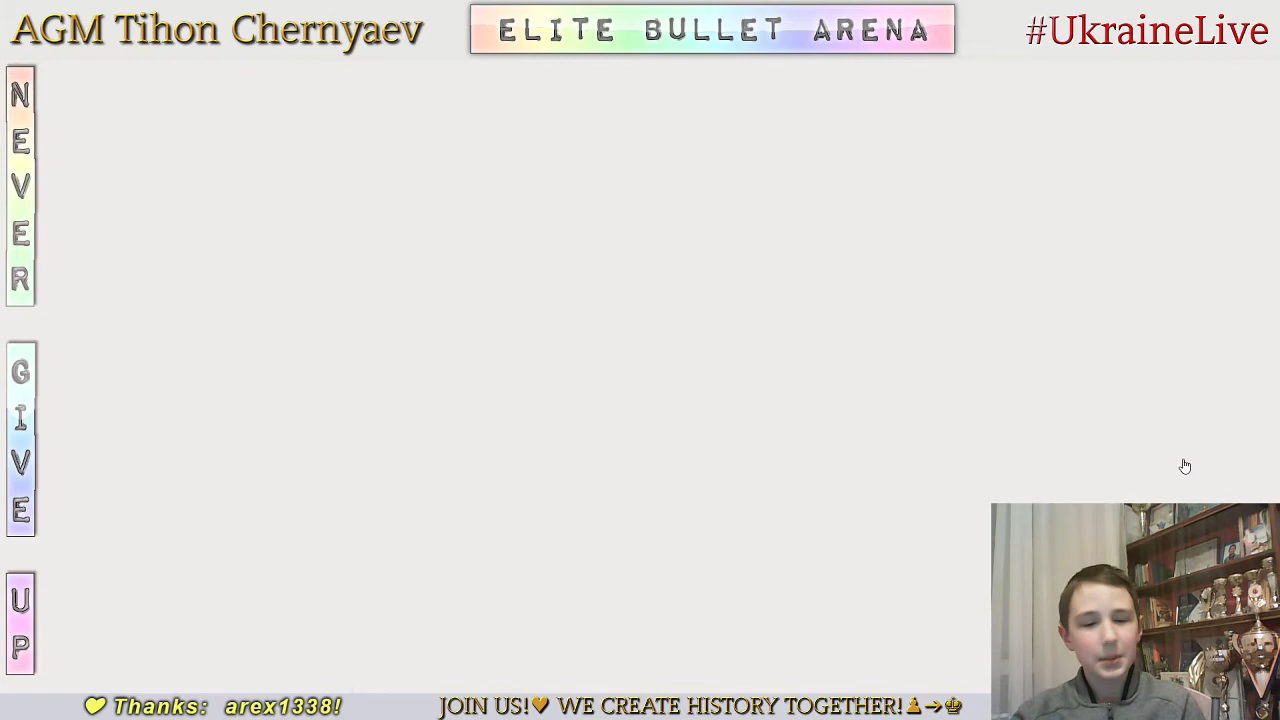 AGM Tihon Chernyaev
ELITE BULLET ARENA
#UkraineLive
NEVER
GIVE
UP
💛 Thanks: arex1338!
JOIN US!♥ WE CREATE HISTORY TOGETHER!♟→♚